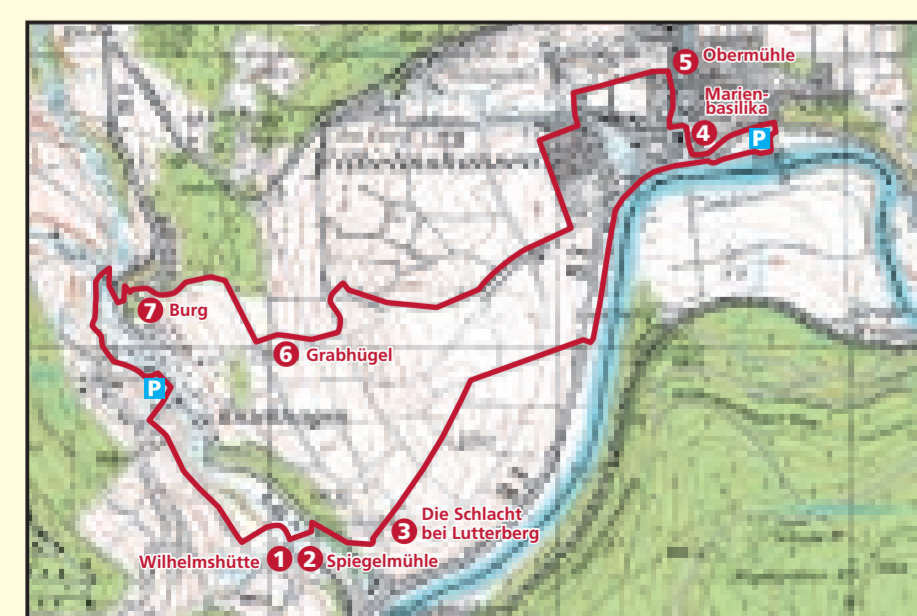 5 Obermühle
Marien-
basilika
4
P
7 Burg
6 Grabhügel
P
3 Die Schlacht
bei Lutterberg
Wilhelmshütte 1 2 Spiegelmühle